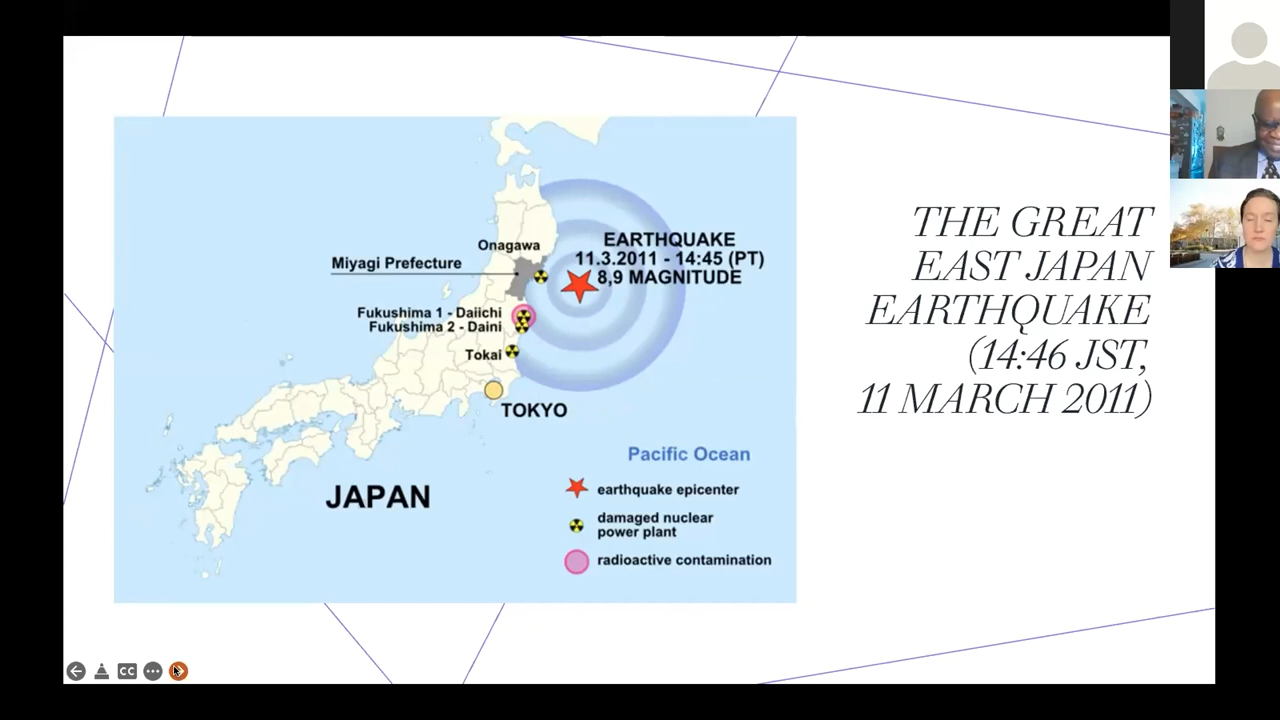 EARTHQUAKE
11.3.2011 - 14:45 (PT)
8,9 MAGNITUDE
Onagawa
Miyagi Prefecture
Fukushima 1 - Daiichi
Fukushima 2 - Daini
Tokai
TOKYO
Pacific Ocean
JAPAN
earthquake epicenter
damaged nuclear
power plant
radioactive contamination
THE GREAT
EAST JAPAN
EARTHQUAKE
(14:46 JST,
11 MARCH 2011)
CC